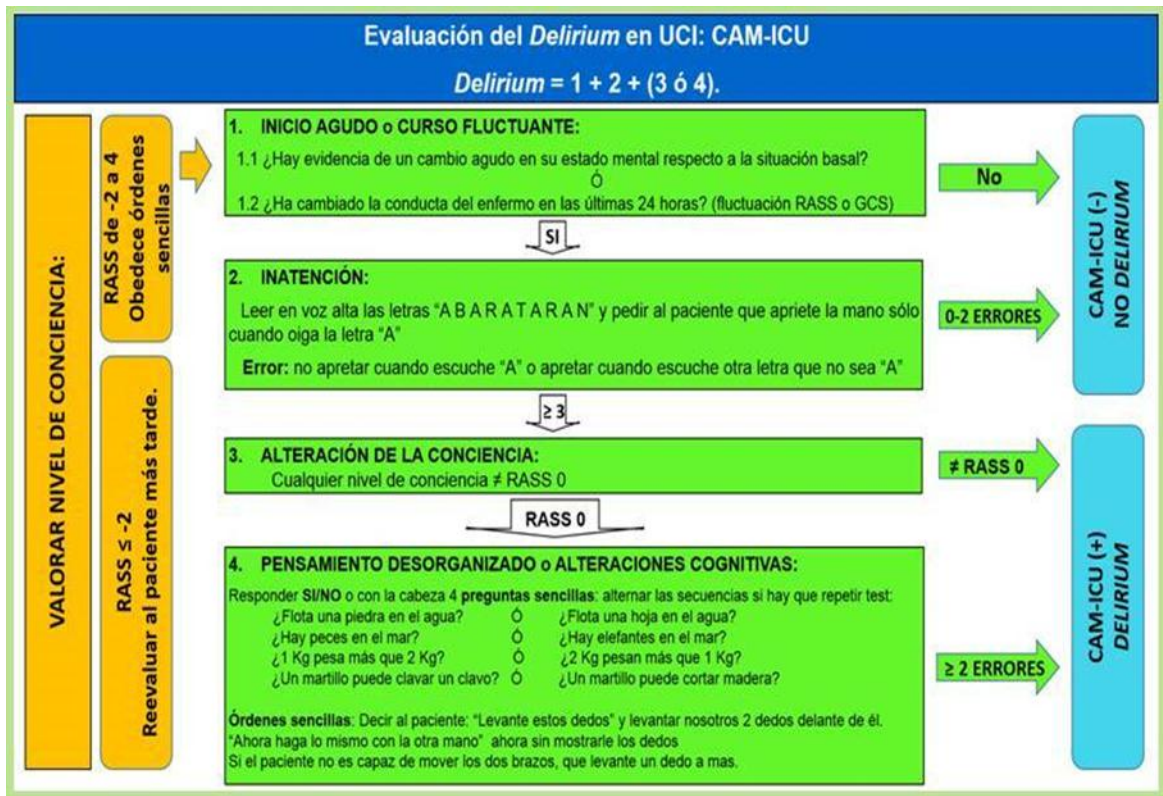 Evaluación del Delirium en UCI: CAM-ICU
Delirium = 1 + 2 + (3 ó 4).
VALORAR NIVEL DE CONCIENCIA:
RASS de -2 a 4
Obedece órdenes
sencillas
RASS ≤ -2
Reevaluar al paciente más tarde.
1. INICIO AGUDO o CURSO FLUCTUANTE:
1.1 ¿Hay evidencia de un cambio agudo en su estado mental respecto a la situación basal?
Ó
1.2 ¿Ha cambiado la conducta del enfermo en las últimas 24 horas? (fluctuación RASS o GCS)
No
SI
2. INATENCIÓN:
Leer en voz alta las letras “A B A R A T A R A N” y pedir al paciente que apriete la mano sólo
cuando oiga la letra “A”
Error: no apretar cuando escuche “A” o apretar cuando escuche otra letra que no sea “A”
0-2 ERRORES
CAM-ICU (-)
NO DELIRIUM
≥ 3
3. ALTERACIÓN DE LA CONCIENCIA:
Cualquier nivel de conciencia ≠ RASS 0
≠ RASS 0
RASS 0
4. PENSAMIENTO DESORGANIZADO o ALTERACIONES COGNITIVAS:
Responder SI/NO o con la cabeza 4 preguntas sencillas: alternar las secuencias si hay que repetir test:
¿Flota una piedra en el agua? Ó ¿Flota una hoja en el agua?
¿Hay peces en el mar? Ó ¿Hay elefantes en el mar?
¿1 Kg pesa más que 2 Kg? Ó ¿2 Kg pesan más que 1 Kg?
¿Un martillo puede clavar un clavo? Ó ¿Un martillo puede cortar madera?
Órdenes sencillas: Decir al paciente: “Levante estos dedos” y levantar nosotros 2 dedos delante de él.
“Ahora haga lo mismo con la otra mano” ahora sin mostrarle los dedos
Si el paciente no es capaz de mover los dos brazos, que levante un dedo a mas.
≥ 2 ERRORES
CAM-ICU (+)
DELIRIUM